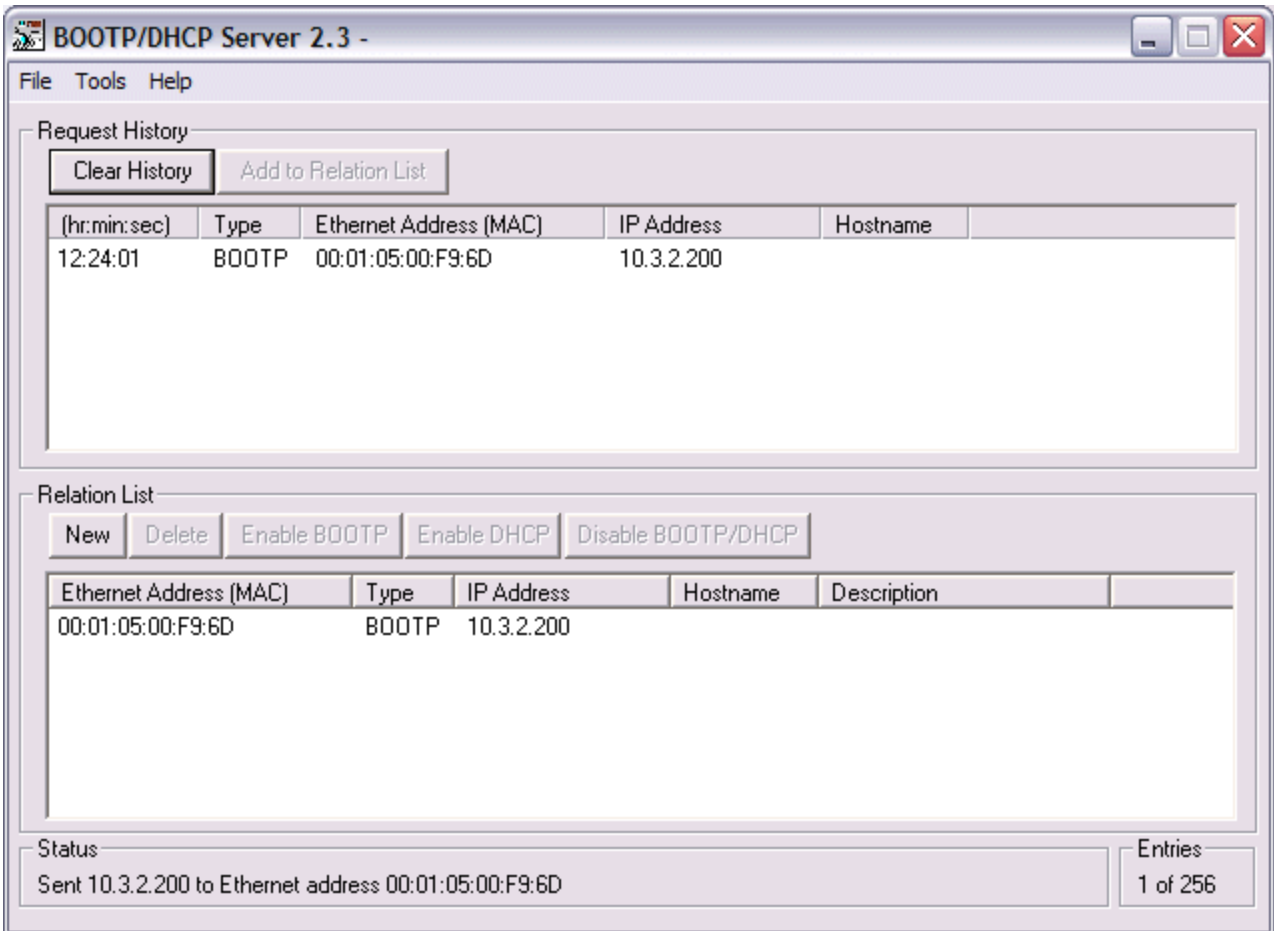 BOOTP/DHCP Server 2.3 -
File Tools Help
Request History
Clear History Add to Relation List
(hr:min:sec) Type Ethernet Address (MAC) IP Address Hostname
12:24:01 BOOTP 00:01:05:00:F9:6D 10.3.2.200
Relation List
New Delete Enable BOOTP Enable DHCP Disable BOOTP/DHCP
Ethernet Address (MAC) Type IP Address Hostname Description
00:01:05:00:F9:6D BOOTP 10.3.2.200
Status Entries
Sent 10.3.2.200 to Ethernet address 00:01:05:00:F9:6D 1 of 256